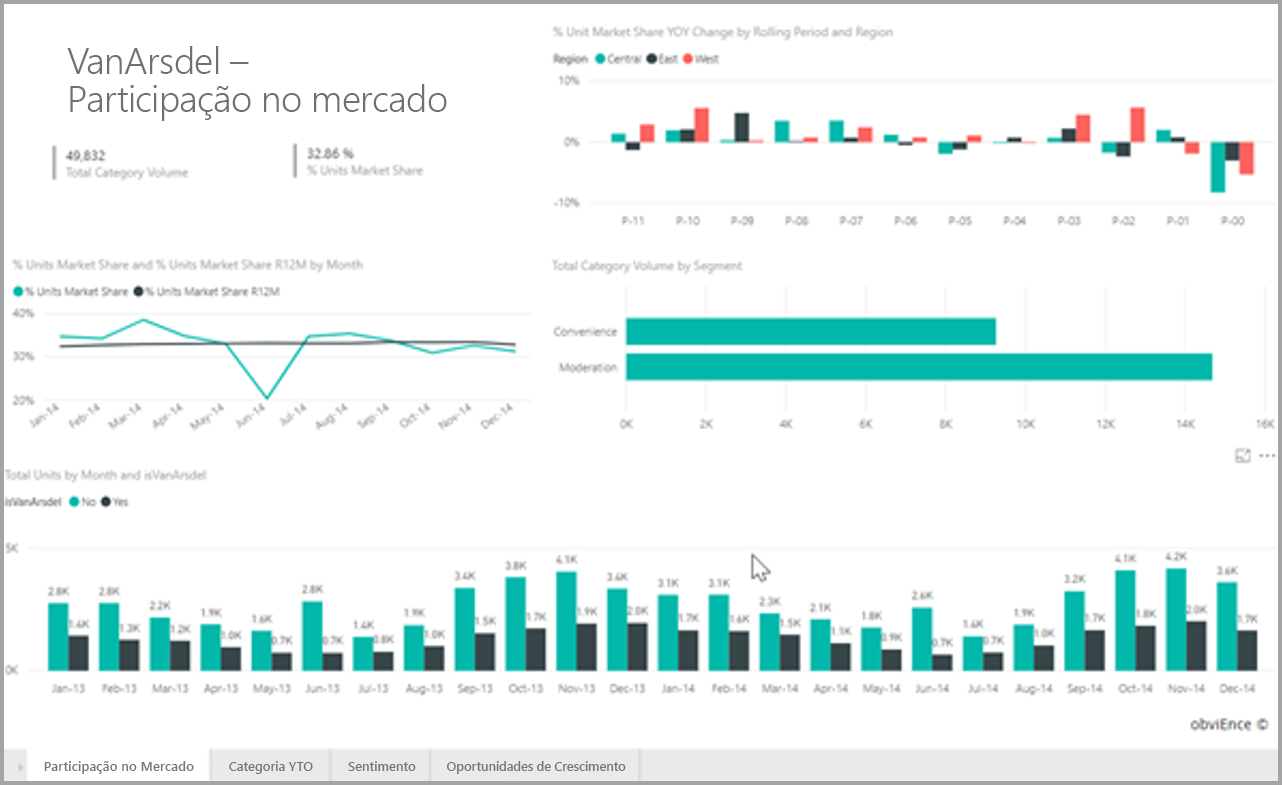 VanArsdel –
Participação no mercado
49,832
Total Category Volume
32.86 %
% Units Market Share
% Unit Market Share YOY Change by Rolling Period and Region
Region Central East West
10%
0%
-10%
P-11 P-10 P-09 P-08 P-07 P-06 P-05 P-04 P-03 P-02 P-01 P-00
% Units Market Share and % Units Market Share R12M by Month
% Units Market Share % Units Market Share R12M
40%
30%
20%
Jan-14 Feb-14 Mar-14 Apr-14 May-14 Jun-14 Jul-14 Aug-14 Sep-14 Oct-14 Nov-14 Dec-14
Total Category Volume by Segment
Convenience
Moderation
0K 2K 4K 6K 8K 10K 12K 14K 16K
Total Units by Month and isVanArsdel
isVanArsdel No Yes
5K
0K
2.8K 1.4K 2.8K 1.3K 2.2K 1.2K 1.9K 1.0K 1.6K 0.7K 2.8K 0.7K 1.4K 0.8K 1.9K 1.0K 3.4K 1.5K 3.8K 1.7K 4.1K 1.9K 3.4K 2.0K 3.1K 1.7K 3.1K 1.6K 2.3K 1.5K 2.1K 1.1K 1.8K 0.9K 2.6K 0.7K 1.4K 0.7K 1.9K 1.0K 3.2K 1.7K 4.1K 1.8K 4.2K 2.0K 3.6K 1.7K
Jan-13 Feb-13 Mar-13 Apr-13 May-13 Jun-13 Jul-13 Aug-13 Sep-13 Oct-13 Nov-13 Dec-13 Jan-14 Feb-14 Mar-14 Apr-14 May-14 Jun-14 Jul-14 Aug-14 Sep-14 Oct-14 Nov-14 Dec-14
obviEnce ©
Participação no Mercado Categoria YTO Sentimento Oportunidades de Crescimento